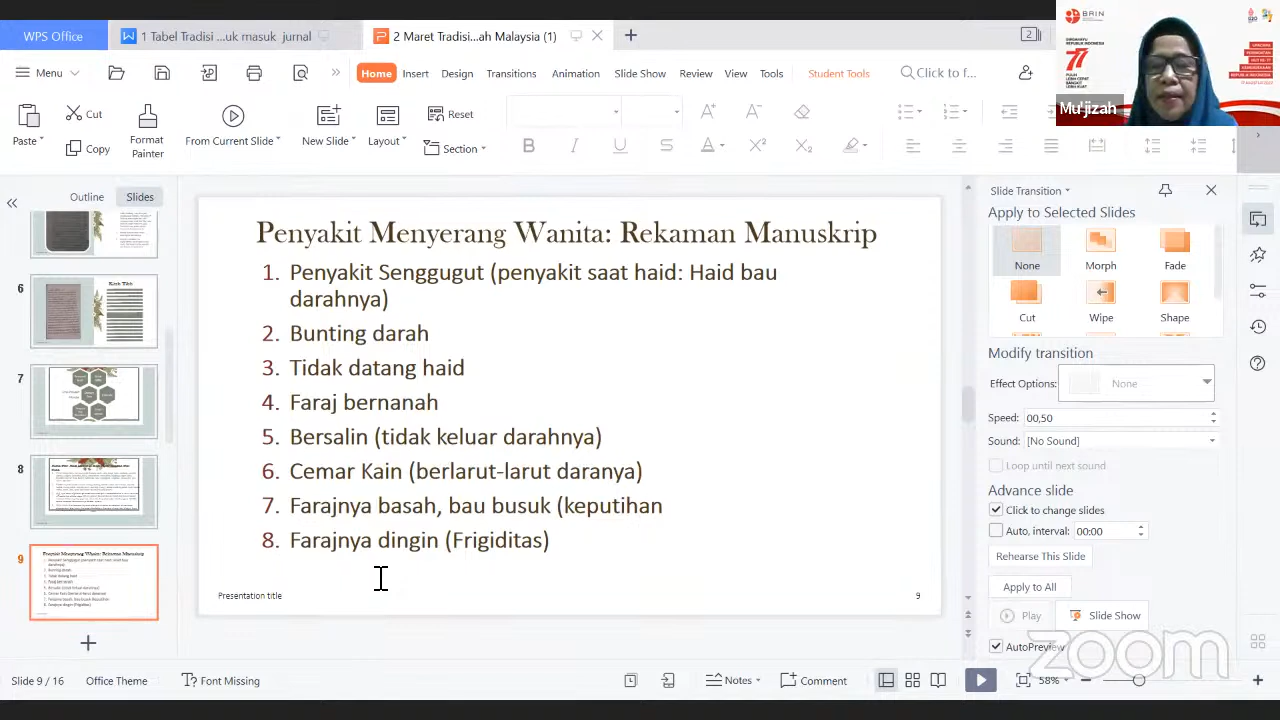 WPS Office
1 Tabel Tradisi ...uk masuk jurnal
2 Maret Tradisi...ah Malaysia (1)
BRIN
Menu
Home
Insert
Design
Transitions
Animation
Slide Show
Review
View
Tools
Student Tools
Click to f...
Mu'jizah
Paste
Cut
Copy
Format
Painter
From Current Slide
New Slide
Layout
Reset
Section
Outline
Slides
6
7
8
9
Penyakit Menyerang Wanita: Rekaman Manuskrip
1. Penyakit Senggugut (penyakit saat haid: Haid bau
darahnya)
2. Bunting darah
3. Tidak datang haid
4. Faraj bernanah
5. Bersalin (tidak keluar darahnya)
6. Cemar Kain (berlarut-larut daranya)
7. Farajnya basah, bau busuk (keputihan
8. Farajnya dingin (Frigiditas)
Presentation title
9
Slide Transition
Apply to Selected Slides
None
Morph
Fade
Cut
Wipe
Shape
Modify transition
Effect Options:
None
Speed: 00,50
Sound: [No Sound]
Loop until next sound
Advance slide
Click to change slides
Auto, interval: 00:00
Rehearse This Slide
Apply to All
Play
Slide Show
AutoPreview
zoom
Slide 9 / 16
Office Theme
Font Missing
Notes
Comment
58%